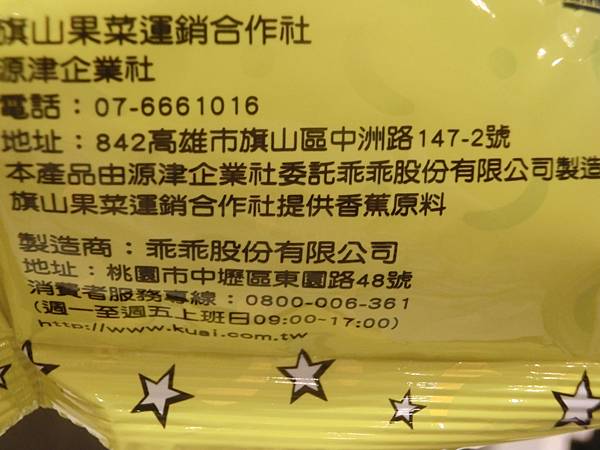 旗山果菜運銷合作社
源津企業社
電話：07-6661016
地址：842高雄市旗山區中洲路147-2號
本產品由源津企業社委託乖乖股份有限公司製造
旗山果菜運銷合作社提供香蕉原料
製造商：乖乖股份有限公司
地址：桃園市中壢區東園路48號
消費者服務專線：0800-006-361
(週一至週五上班日09:00~17:00)
http://www.kuai.com.tw